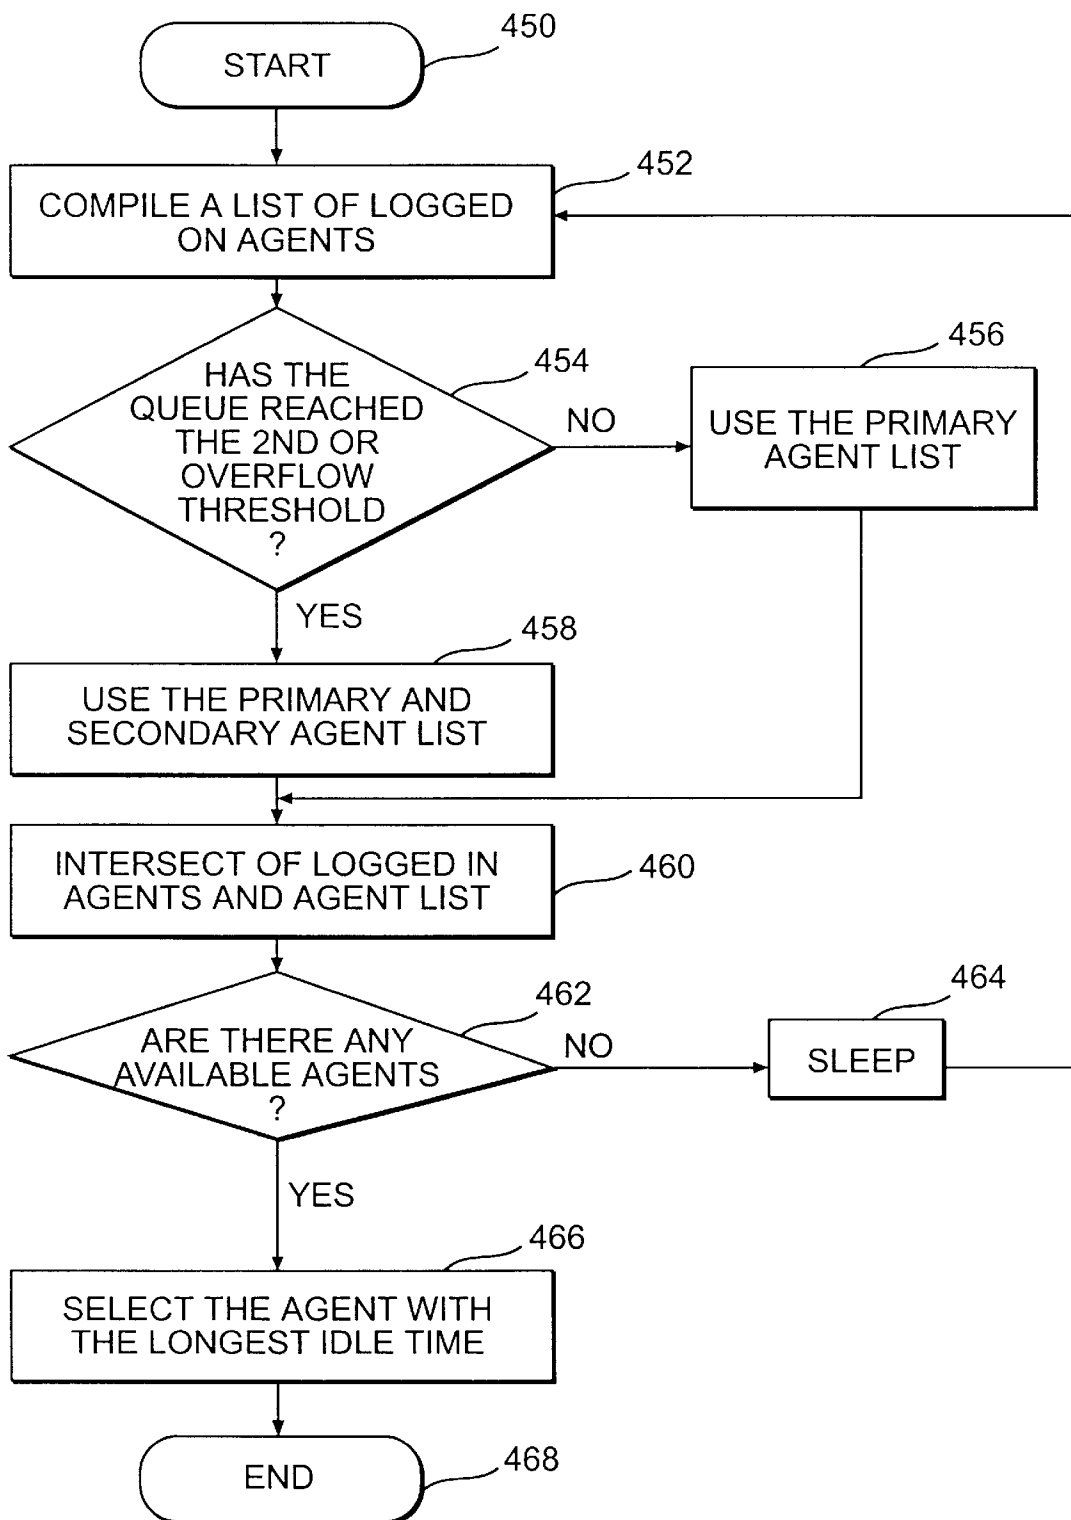 450
START
452
COMPILE A LIST OF LOGGED
ON AGENTS
454
HAS THE
QUEUE REACHED
THE 2ND OR
OVERFLOW
THRESHOLD
?
NO
456
USE THE PRIMARY
AGENT LIST
YES
458
USE THE PRIMARY AND
SECONDARY AGENT LIST
INTERSECT OF LOGGED IN
AGENTS AND AGENT LIST
460
462
ARE THERE ANY
AVAILABLE AGENTS
?
NO
464
SLEEP
YES
466
SELECT THE AGENT WITH
THE LONGEST IDLE TIME
END
468